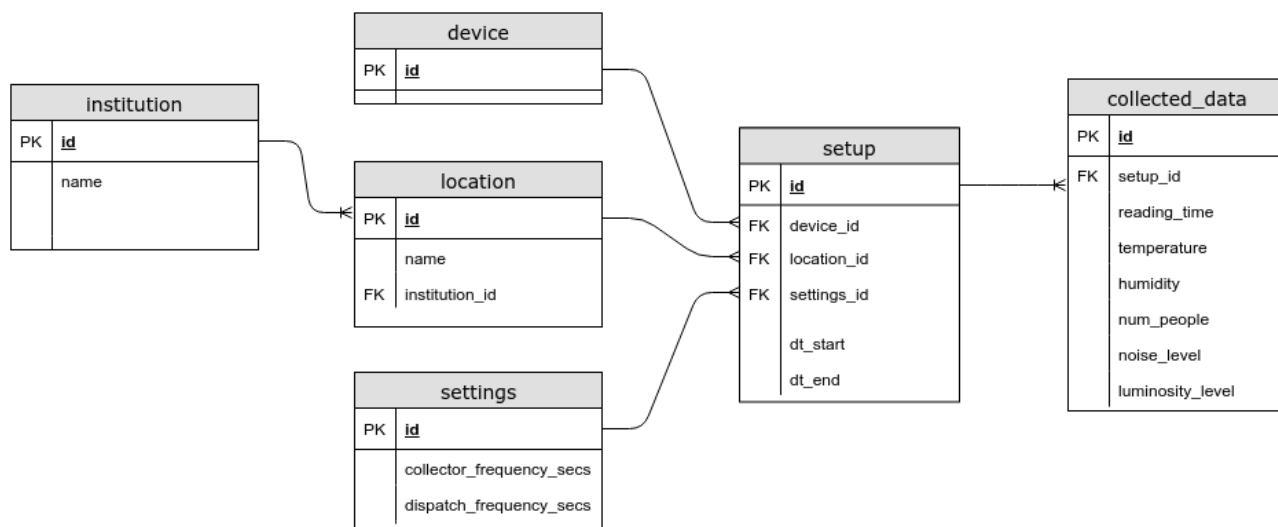 device
PK id
institution
PK id
name
location
PK id
name
FK institution_id
settings
PK id
collector_frequency_secs
dispatch_frequency_secs
setup
PK id
FK device_id
FK location_id
FK settings_id
dt_start
dt_end
collected_data
PK id
FK setup_id
reading_time
temperature
humidity
num_people
noise_level
luminosity_level